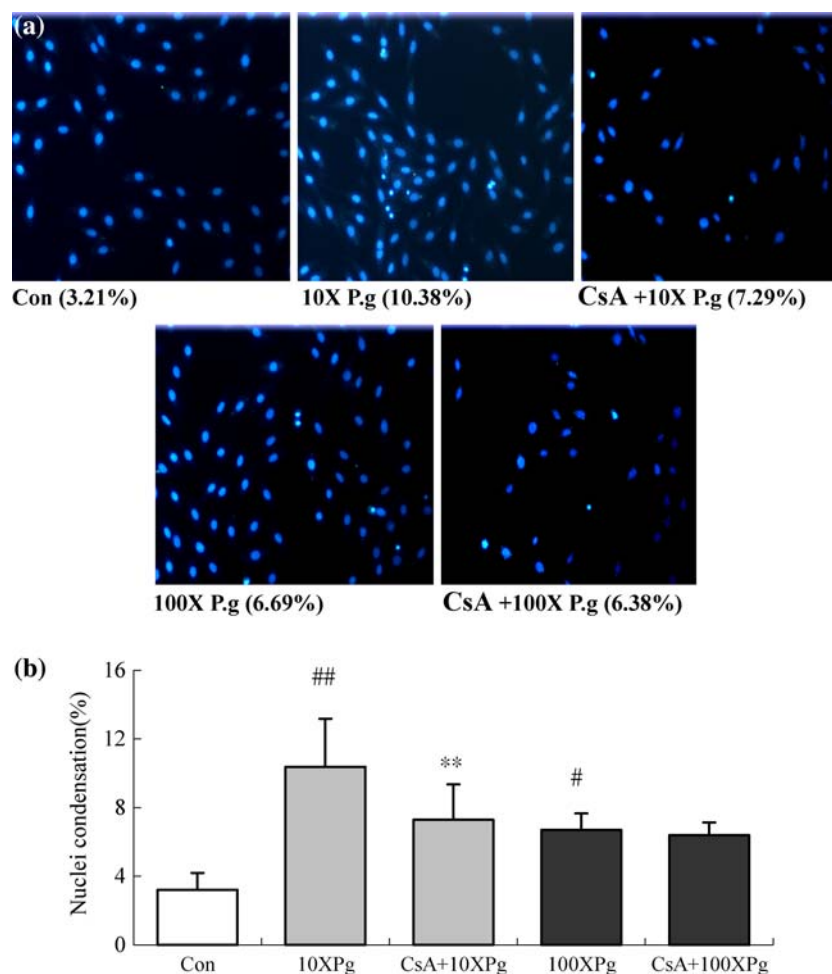 (a)
Con (3.21%) 10X P.g (10.38%) CsA +10X P.g (7.29%)
100X P.g (6.69%) CsA +100X P.g (6.38%)
(b)
Nuclei condensation(%)
16
12
8
4
0
##
**
#
Con 10XPg CsA+10XPg 100XPg CsA+100XPg